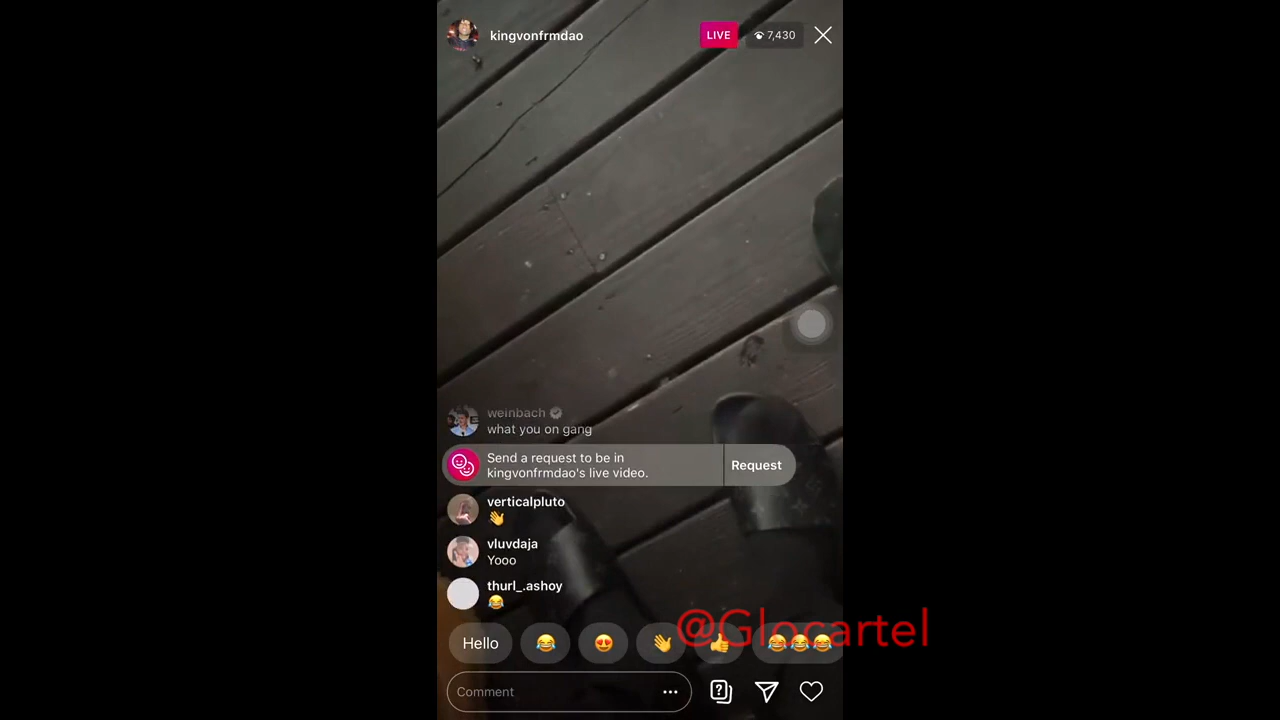 kingvonfrmdao
LIVE
7,430
weinbach
what you on gang
Send a request to be in
kingvonfrmdao's live video.
Request
verticalpluto
👋
vluvdaja
Yooo
thurl_.ashoy
😂
Hello 😂 😍 👋 👍 😂😂😂
@Glocartel
Comment